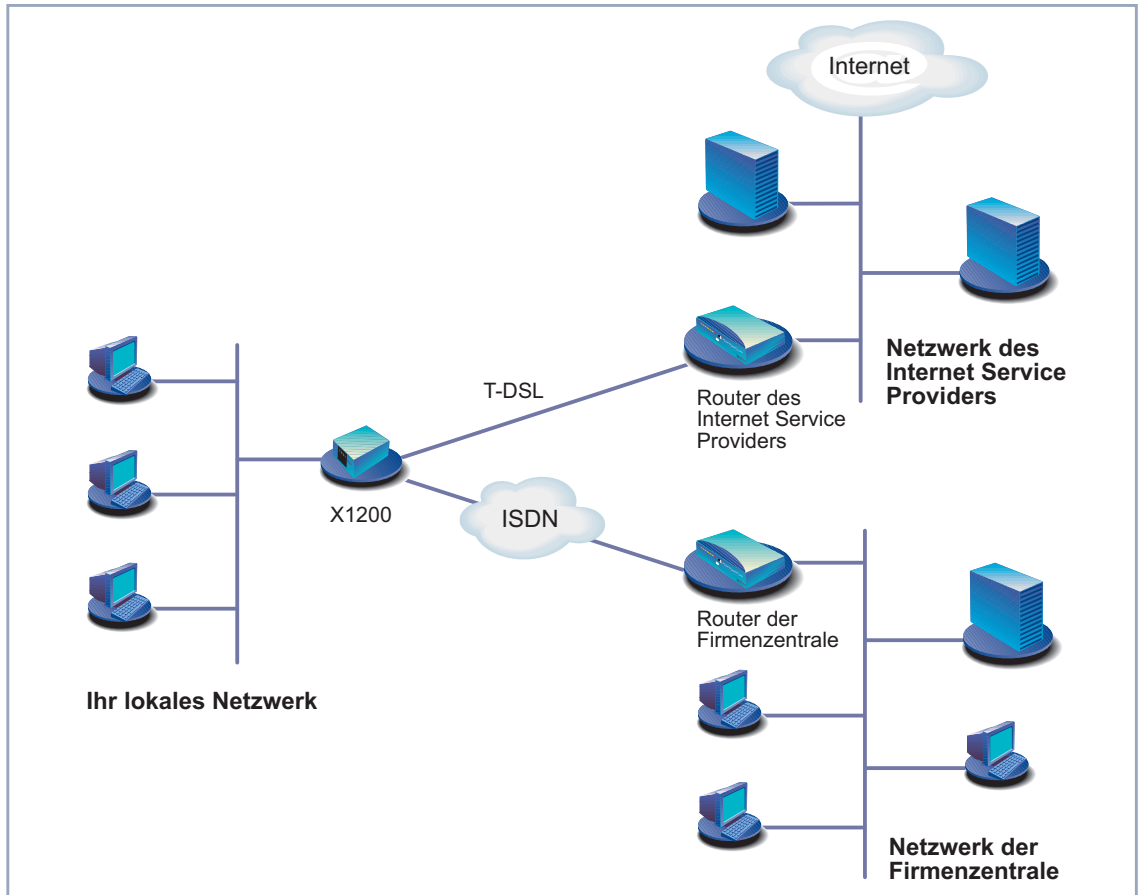 Internet
Netzwerk des
Internet Service
Providers
T-DSL
Router des
Internet Service
Providers
X1200
ISDN
Router der
Firmenzentrale
Ihr lokales Netzwerk
Netzwerk der
Firmenzentrale